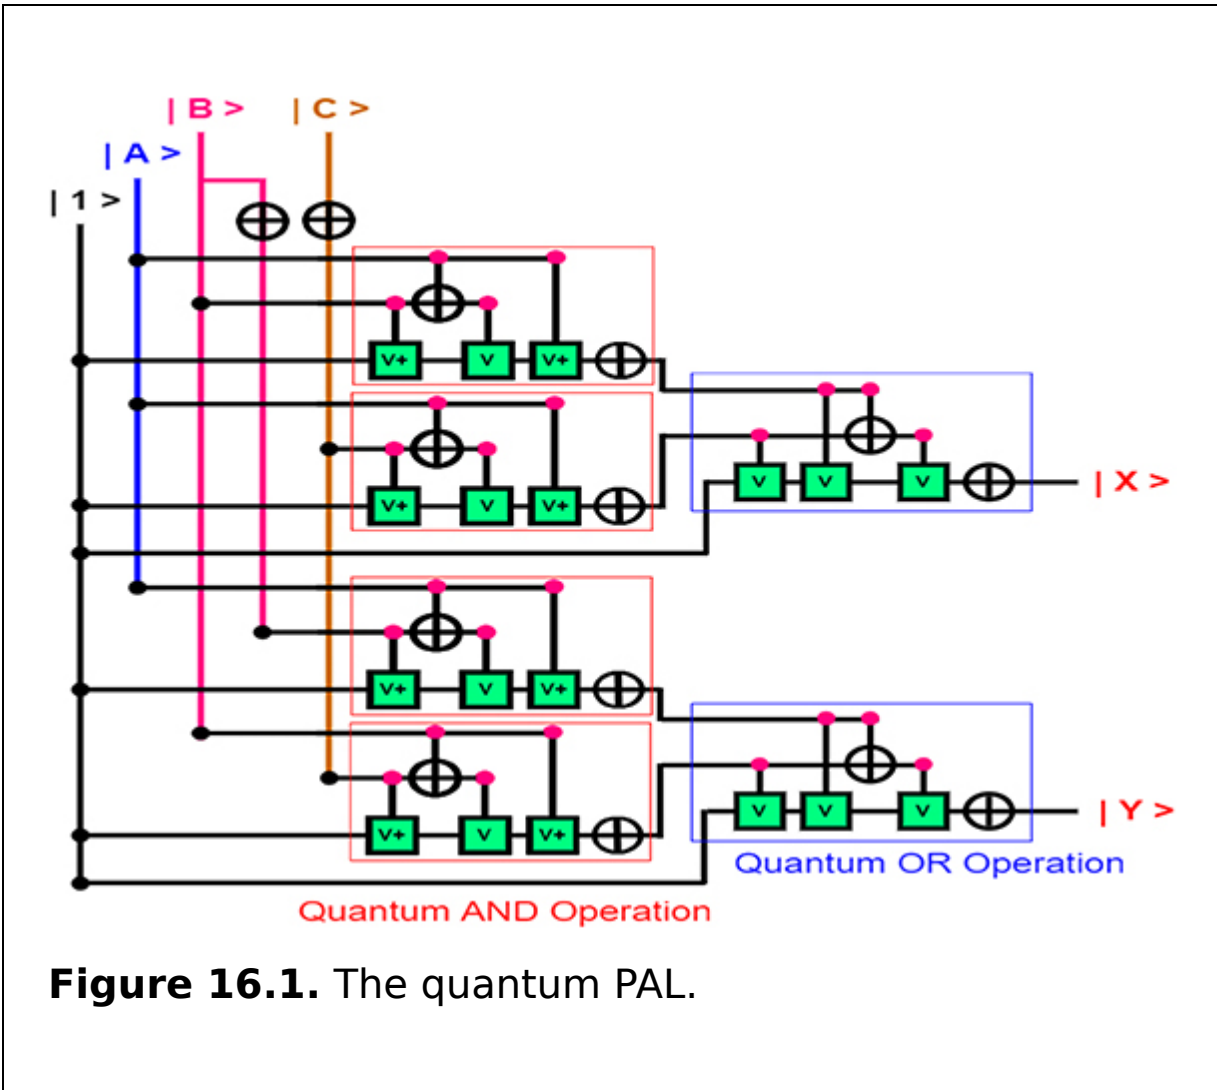 | B >
| C >
| A >
| 1 >
V+ V V+
V+ V V+
V V V
| X >
V+ V V+
V+ V V+
V V V
| Y >
Quantum OR Operation
Quantum AND Operation
Figure 16.1. The quantum PAL.